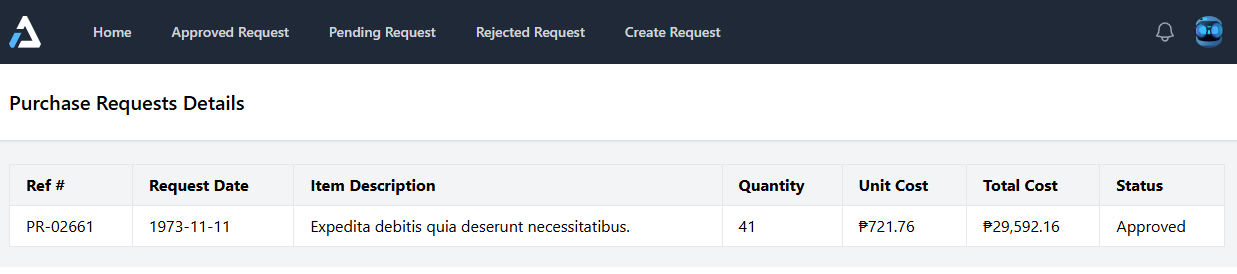 Home Approved Request Pending Request Rejected Request Create Request
Purchase Requests Details
Ref # Request Date Item Description Quantity Unit Cost Total Cost Status
PR-02661 1973-11-11 Expedita debitis quia deserunt necessitatibus. 41 ₱721.76 ₱29,592.16 Approved